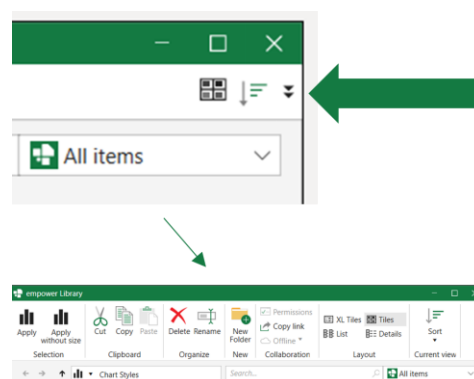 All items
empower Library
Apply
Apply without size
Cut
Copy
Paste
Delete
Rename
New Folder
Permissions
Copy link
Offline
XL Tiles
Tiles
List
Details
Sort
Selection
Clipboard
Organize
New
Collaboration
Layout
Current view
Chart Styles
Search...
All items